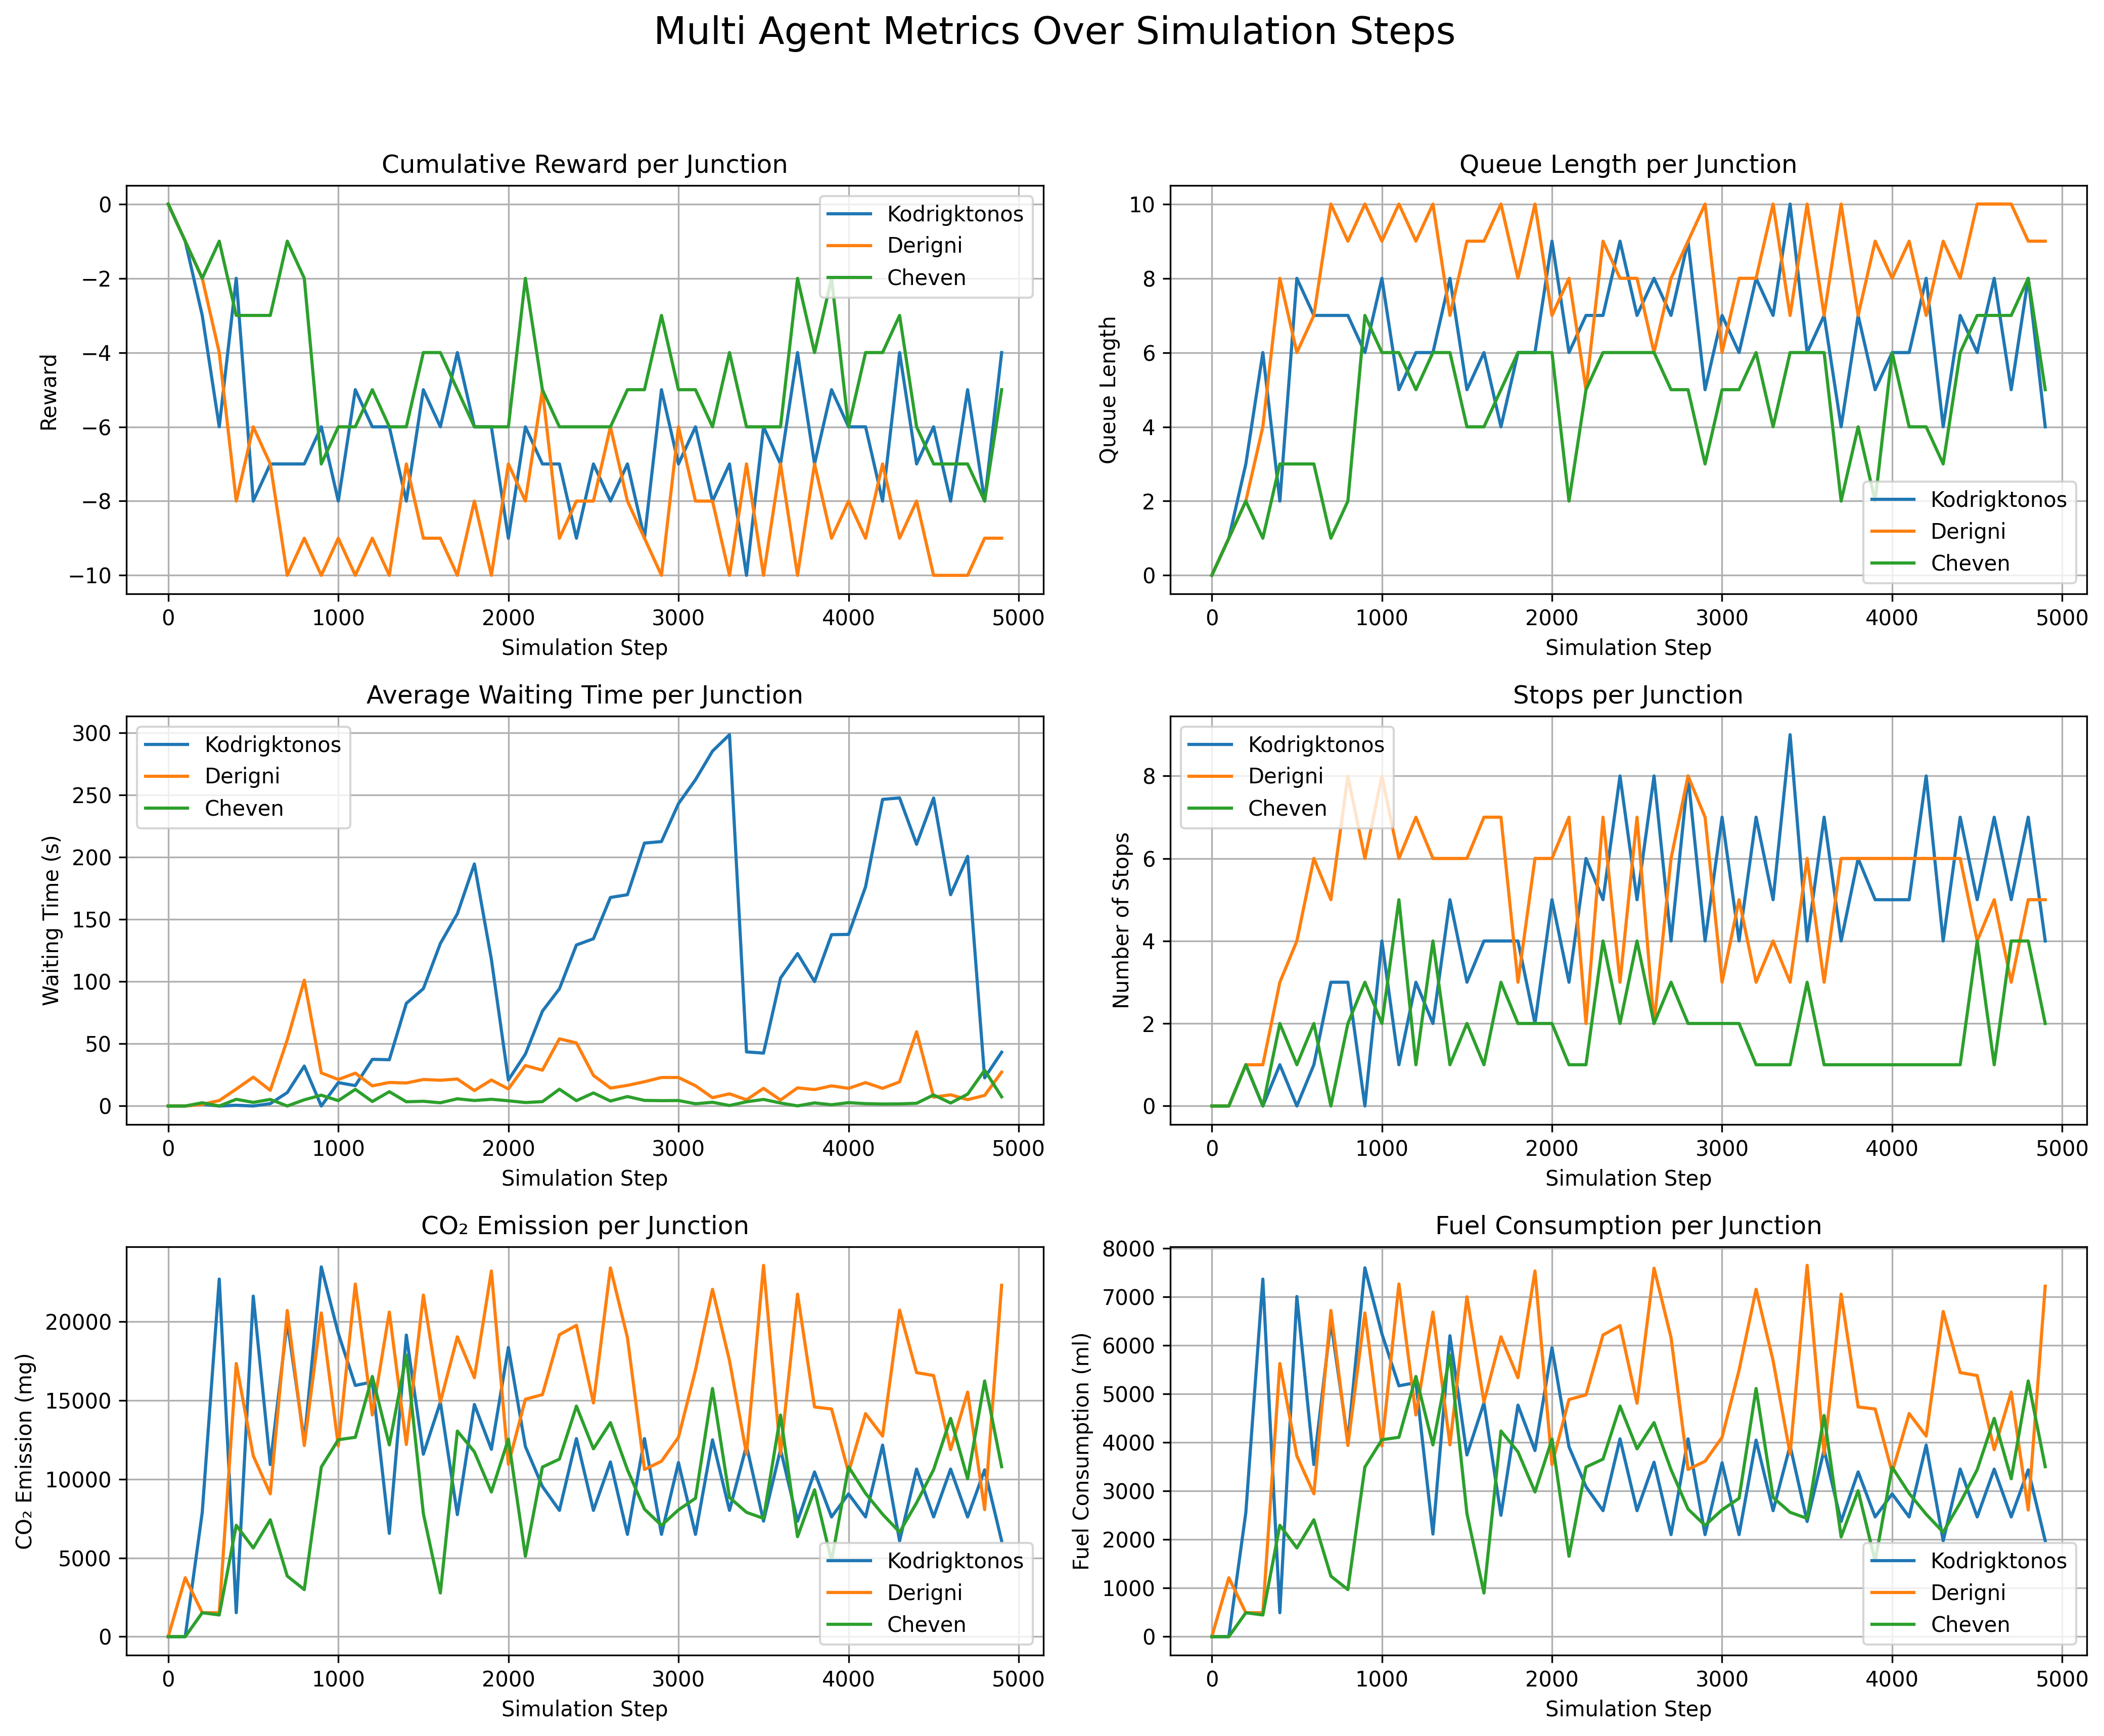 Multi Agent Metrics Over Simulation Steps
Cumulative Reward per Junction
Reward
0
−2
−4
−6
−8
−10
0 1000 2000 3000 4000 5000
Simulation Step
Kodrigktonos
Derigni
Cheven
Queue Length per Junction
Queue Length
10
8
6
4
2
0
0 1000 2000 3000 4000 5000
Simulation Step
Kodrigktonos
Derigni
Cheven
Average Waiting Time per Junction
Waiting Time (s)
300
250
200
150
100
50
0
0 1000 2000 3000 4000 5000
Simulation Step
Kodrigktonos
Derigni
Cheven
Stops per Junction
Number of Stops
8
6
4
2
0
0 1000 2000 3000 4000 5000
Simulation Step
Kodrigktonos
Derigni
Cheven
CO₂ Emission per Junction
CO₂ Emission (mg)
20000
15000
10000
5000
0
0 1000 2000 3000 4000 5000
Simulation Step
Kodrigktonos
Derigni
Cheven
Fuel Consumption per Junction
Fuel Consumption (ml)
8000
7000
6000
5000
4000
3000
2000
1000
0
0 1000 2000 3000 4000 5000
Simulation Step
Kodrigktonos
Derigni
Cheven